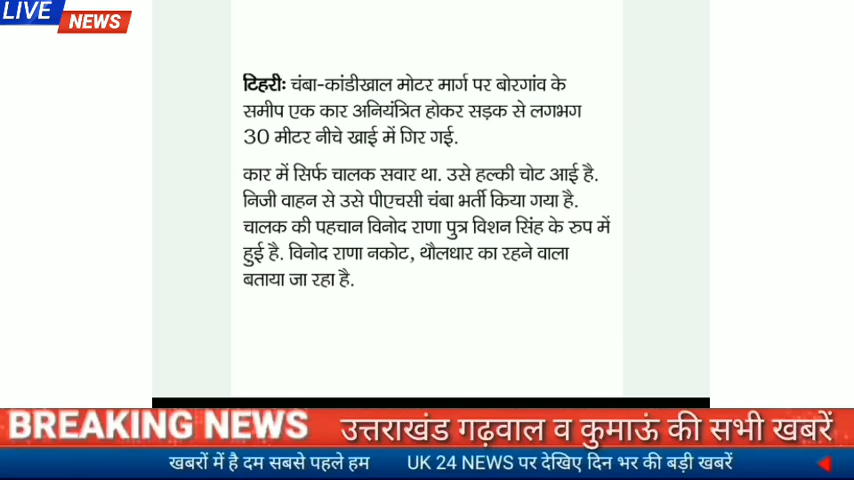 LIVE
NEWS
टिहरीः चंबा-कांडीखाल मोटर मार्ग पर बोरगांव के
समीप एक कार अनियंत्रित होकर सड़क से लगभग
30 मीटर नीचे खाई में गिर गई.
कार में सिर्फ चालक सवार था. उसे हल्की चोट आई है.
निजी वाहन से उसे पीएचसी चंबा भर्ती किया गया है.
चालक की पहचान विनोद राणा पुत्र विशन सिंह के रुप में
हुई है. विनोद राणा नकोट, थौलधार का रहने वाला
बताया जा रहा है.
BREAKING NEWS उत्तराखंड गढ़वाल व कुमाऊं की सभी खबरें
खबरों में है दम सबसे पहले हम UK 24 NEWS पर देखिए दिन भर की बड़ी खबरें